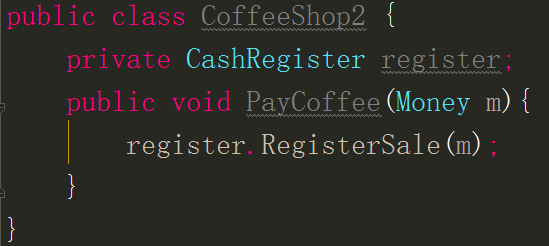 public class CoffeeShop2 {
    private CashRegister register;
    public void PayCoffee(Money m){
        register.RegisterSale(m);
    }
}